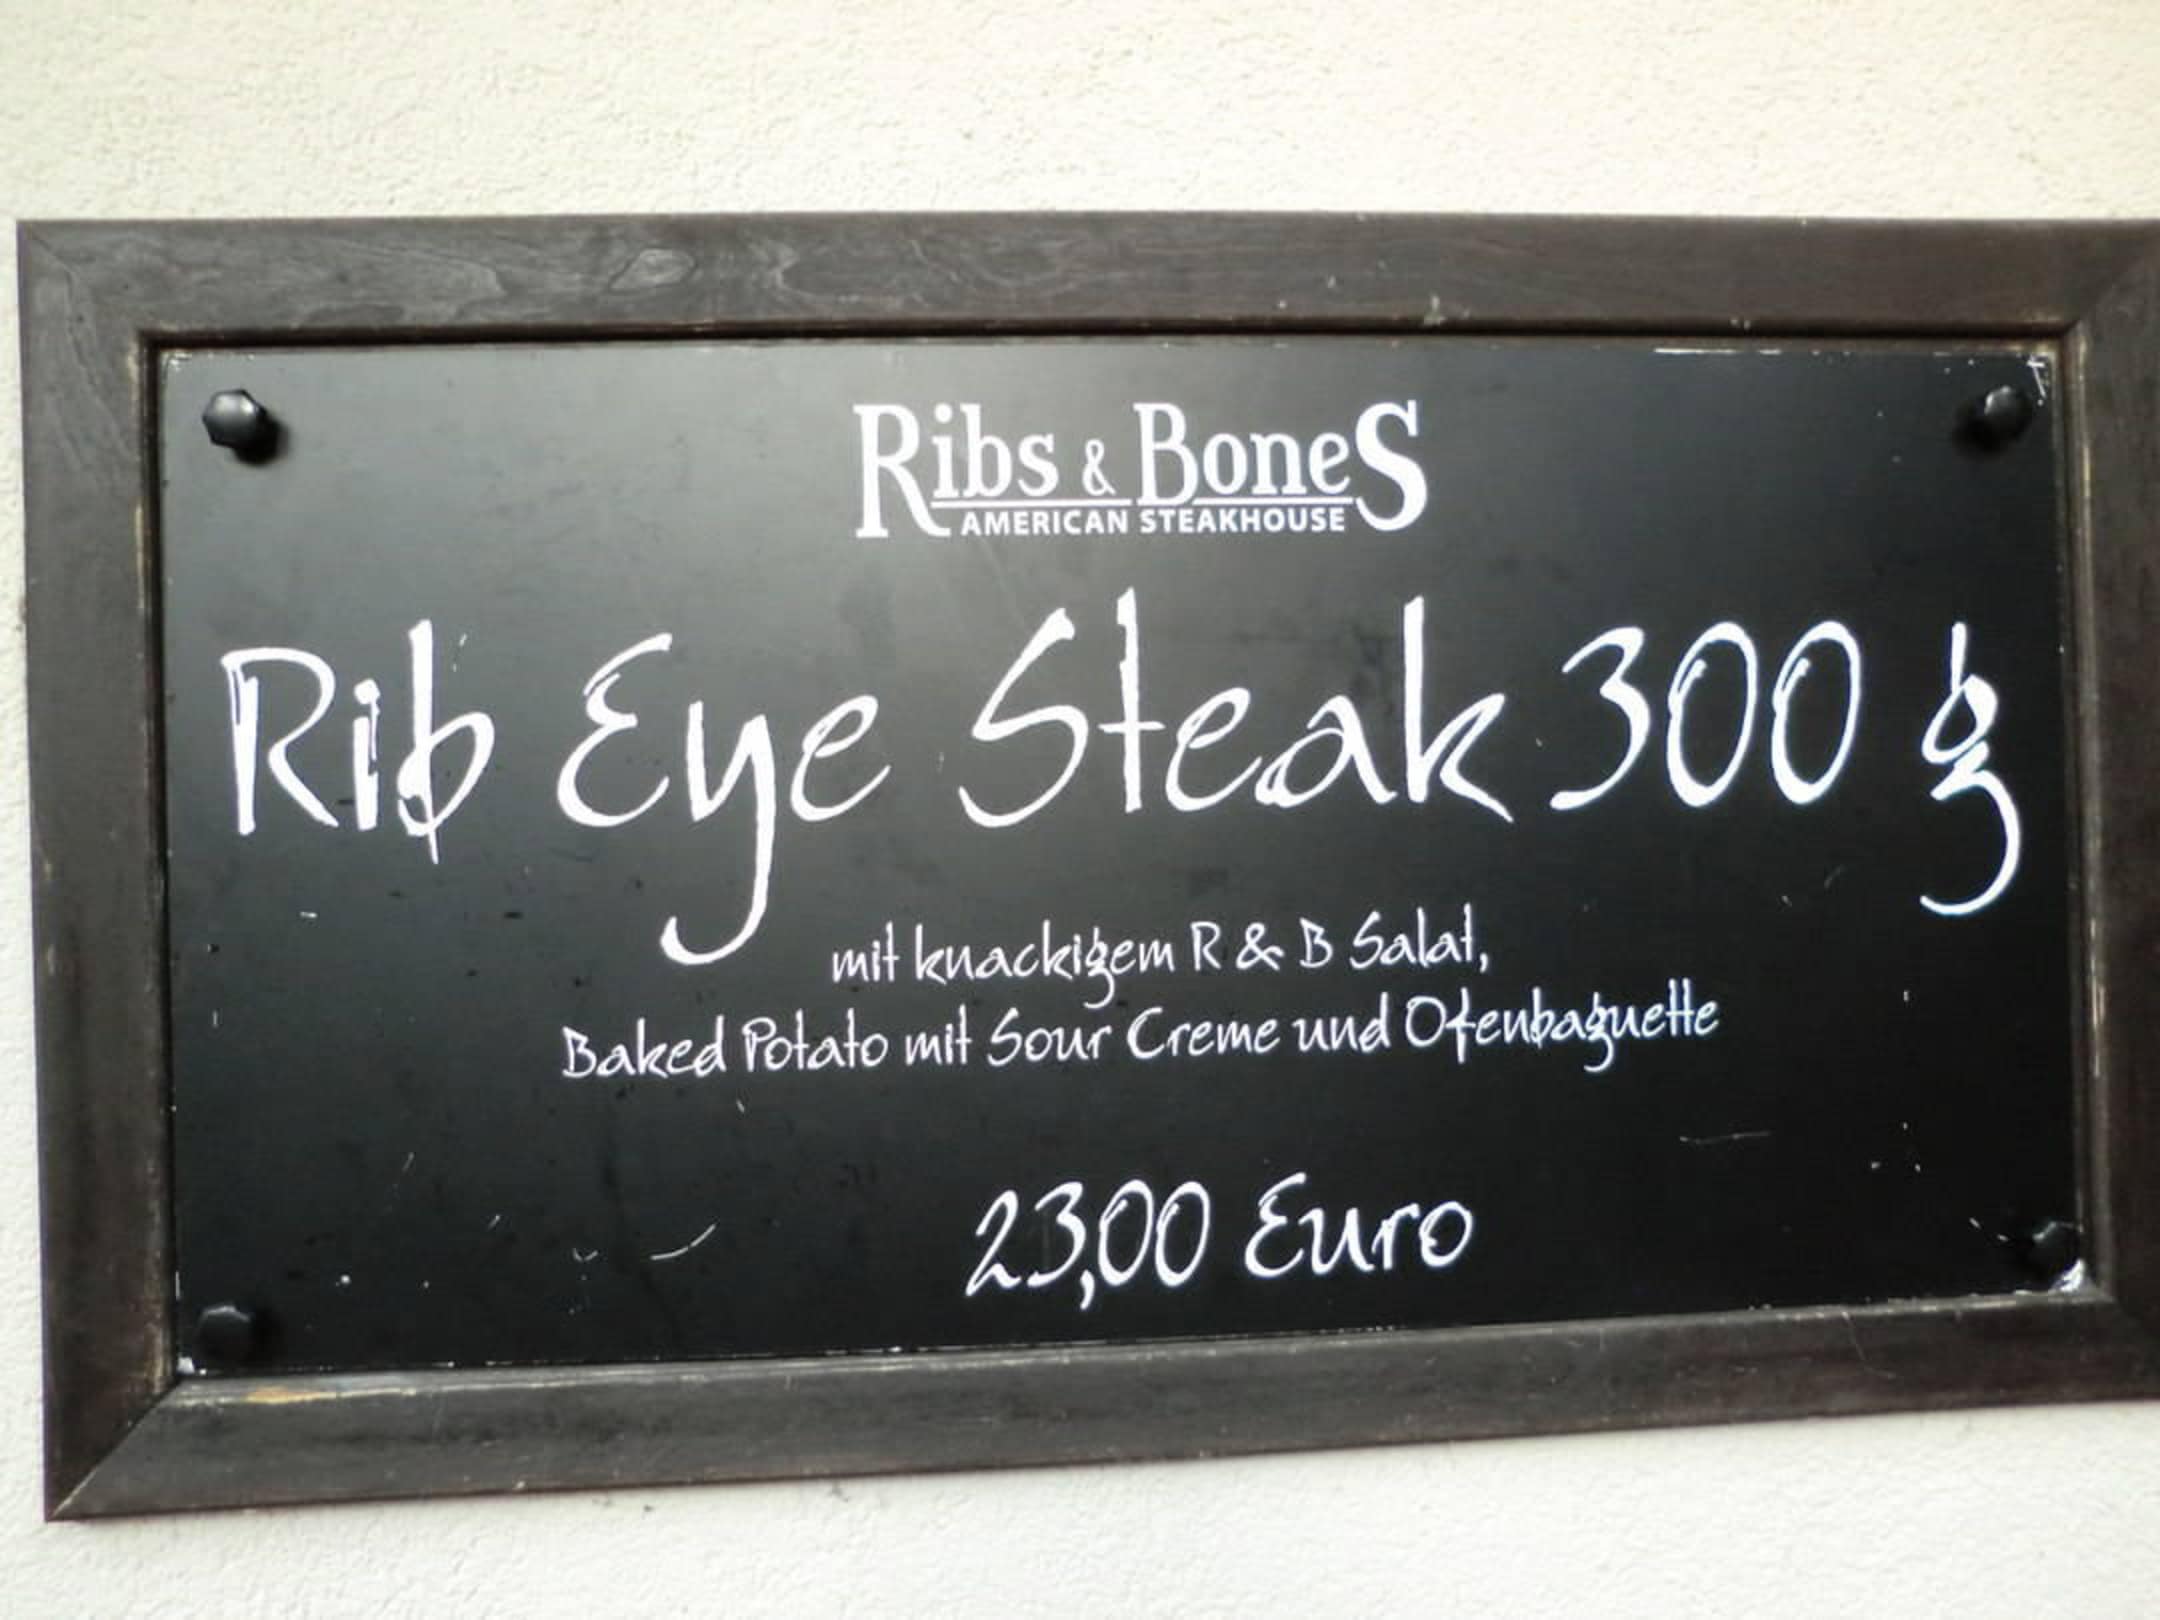 Ribs & BoneS
AMERICAN STEAKHOUSE
Rib Eye Steak 300 g
mit knackigem R & B Salat,
Baked Potato mit Sour Creme und Ofenbaguette
23,00 Euro